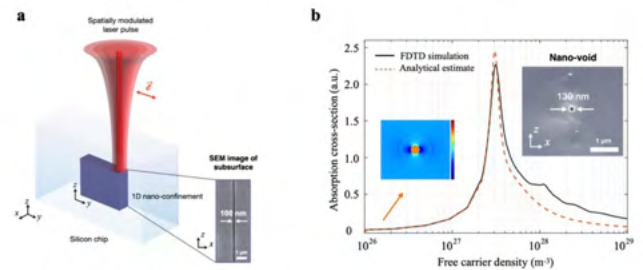 a
Spatially modulated
laser pulse
SEM image of
subsurface
1D nano-confinement
100 nm
1 μm
z
x
y
z
y
z
x
Silicon chip
b
FDTD simulation
Analytical estimate
Nano-void
130 nm
z
x
1 μm
Absorption cross-section (a.u.)
2.5
2.0
1.5
1.0
0.5
0
10²⁶
10²⁷
10²⁸
10²⁹
Free carrier density (m⁻³)